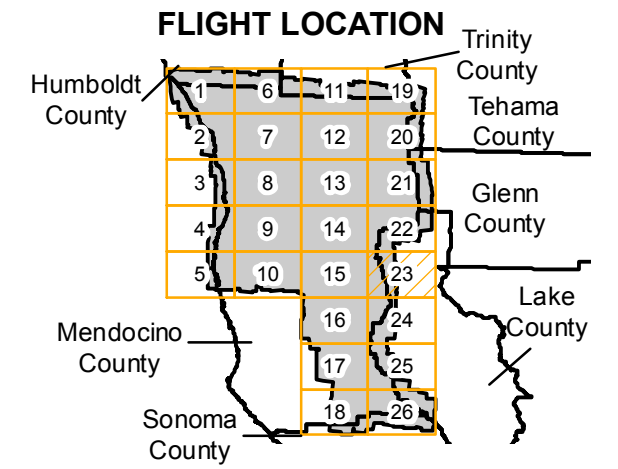 FLIGHT LOCATION
Trinity
County
Humboldt
County
Tehama
County
Glenn
County
Lake
County
Mendocino
County
Sonoma
County
1 6 11 19
2 7 12 20
3 8 13 21
4 9 14 22
5 10 15 23
16 24
17 25
18 26